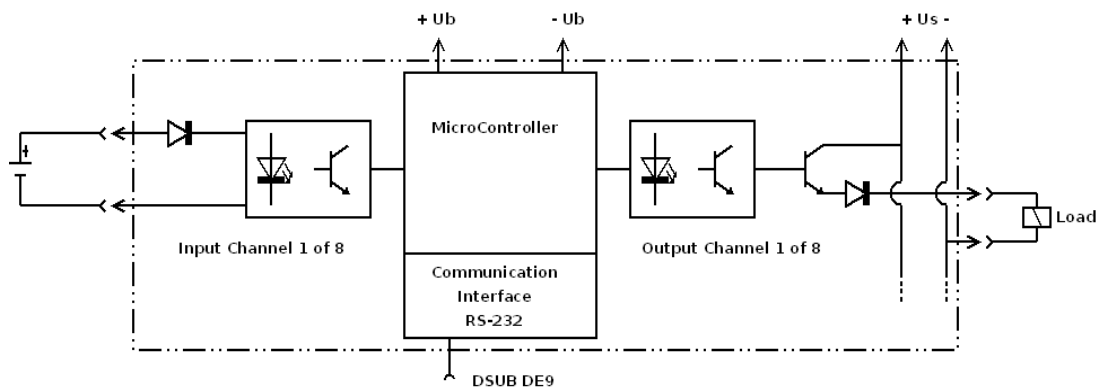 + Ub
- Ub
+ Us -
+
MicroController
Input Channel 1 of 8
Output Channel 1 of 8
Load
Communication
Interface
RS-232
DSUB DE9